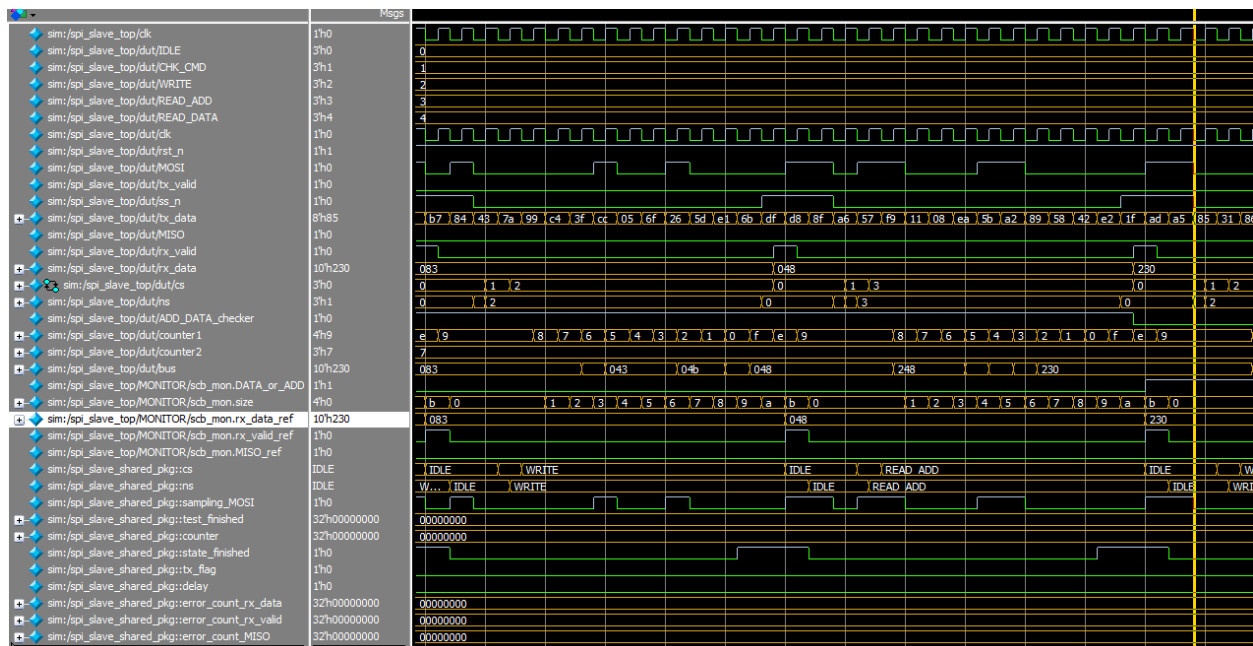 Msgs
sim:/spi_slave_top/clk 1'h0
sim:/spi_slave_top/dut/IDLE 3'h0 0
sim:/spi_slave_top/dut/CHK_CMD 3'h1 1
sim:/spi_slave_top/dut/WRITE 3'h2 2
sim:/spi_slave_top/dut/READ_ADD 3'h3 3
sim:/spi_slave_top/dut/READ_DATA 3'h4 4
sim:/spi_slave_top/dut/clk 1'h0
sim:/spi_slave_top/dut/rst_n 1'h1
sim:/spi_slave_top/dut/MOSI 1'h0
sim:/spi_slave_top/dut/tx_valid 1'h0
sim:/spi_slave_top/dut/ss_n 1'h0
sim:/spi_slave_top/dut/tx_data 8'h85 b7 84 43 7a 99 c4 3f cc 05 6f 26 5d e1 6b df d8 8f a6 57 f9 11 08 ea 5b a2 89 58 42 e2 1f ad a5 85 31 86
sim:/spi_slave_top/dut/MISO 1'h0
sim:/spi_slave_top/dut/rx_valid 1'h0
sim:/spi_slave_top/dut/rx_data 10'h230 083 048 230
sim:/spi_slave_top/dut/cs 3'h0 0 1 2 0 1 3 0 1 2
sim:/spi_slave_top/dut/ns 3'h1 0 2 0 3 0 2
sim:/spi_slave_top/dut/ADD_DATA_checker 1'h0
sim:/spi_slave_top/dut/counter1 4'h9 e 9 8 7 6 5 4 3 2 1 0 f e 9 8 7 6 5 4 3 2 1 0 f e 9
sim:/spi_slave_top/dut/counter2 3'h7 7
sim:/spi_slave_top/dut/bus 10'h230 083 043 04b 048 248 230
sim:/spi_slave_top/MONITOR/scb_mon.DATA_or_ADD 1'h1
sim:/spi_slave_top/MONITOR/scb_mon.size 4'h0 b 0 1 2 3 4 5 6 7 8 9 a b 0 1 2 3 4 5 6 7 8 9 a b 0
sim:/spi_slave_top/MONITOR/scb_mon.rx_data_ref 10'h230 083 048 230
sim:/spi_slave_top/MONITOR/scb_mon.rx_valid_ref 1'h0
sim:/spi_slave_top/MONITOR/scb_mon.MISO_ref 1'h0
sim:/spi_slave_shared_pkg::cs IDLE IDLE WRITE IDLE READ_ADD IDLE W
sim:/spi_slave_shared_pkg::ns IDLE W... IDLE WRITE IDLE READ_ADD IDLE WRI
sim:/spi_slave_shared_pkg::sampling_MOSI 1'h0
sim:/spi_slave_shared_pkg::test_finished 32'h00000000 00000000
sim:/spi_slave_shared_pkg::counter 32'h00000000 00000000
sim:/spi_slave_shared_pkg::state_finished 1'h0
sim:/spi_slave_shared_pkg::tx_flag 1'h0
sim:/spi_slave_shared_pkg::delay 1'h0
sim:/spi_slave_shared_pkg::error_count_rx_data 32'h00000000 00000000
sim:/spi_slave_shared_pkg::error_count_rx_valid 32'h00000000 00000000
sim:/spi_slave_shared_pkg::error_count_MISO 32'h00000000 00000000